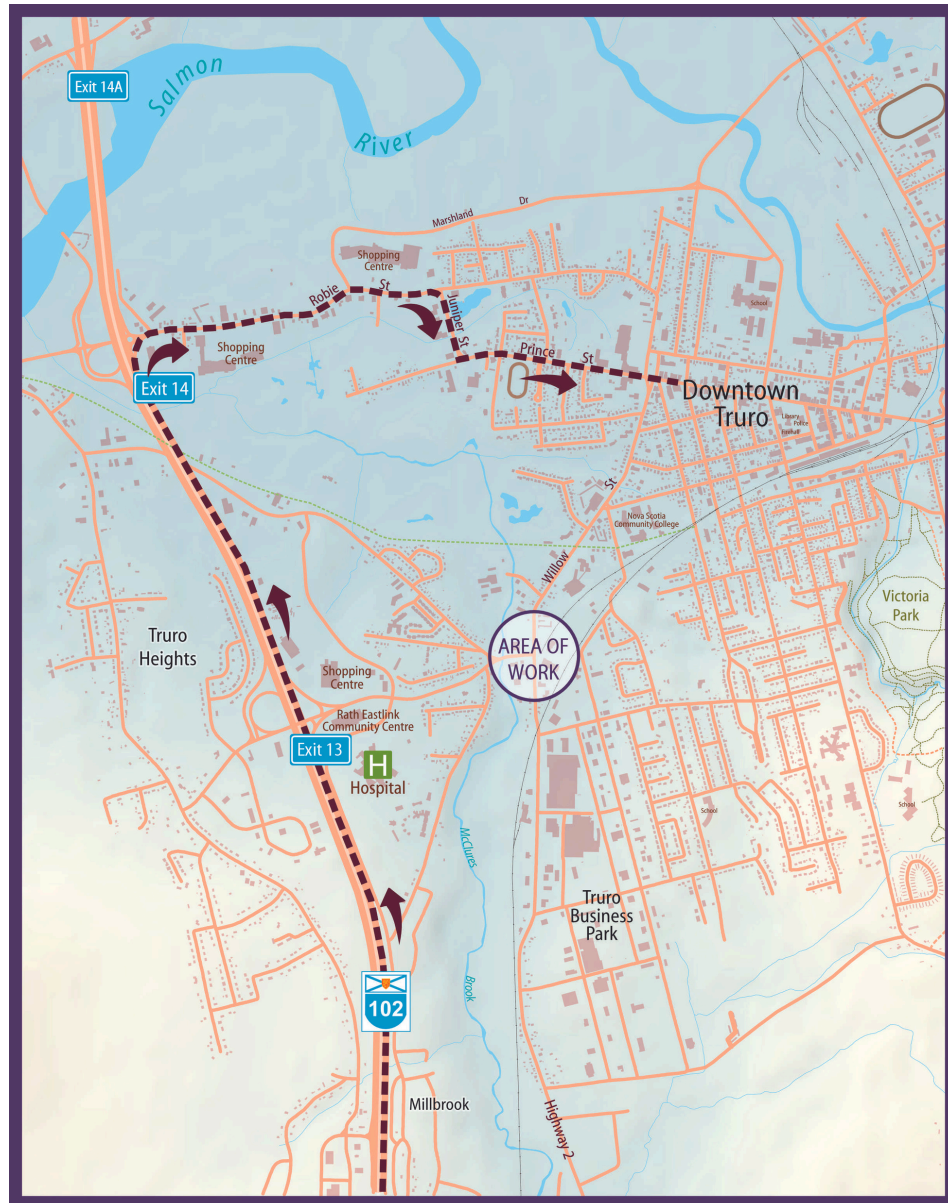 Exit 14A
Salmon
River
Marshland
Dr
Shopping
Centre
Robie
St
Juniper St
School
Shopping
Centre
Prince
St
Exit 14
Downtown
Truro
Library
Police
Firehall
St
Nova Scotia
Community College
Willow
Victoria
Park
Truro
Heights
AREA OF
WORK
Shopping
Centre
Rath Eastlink
Community Centre
Exit 13
H
Hospital
School
School
McClures
Truro
Business
Park
Brook
102
Millbrook
Highway 2